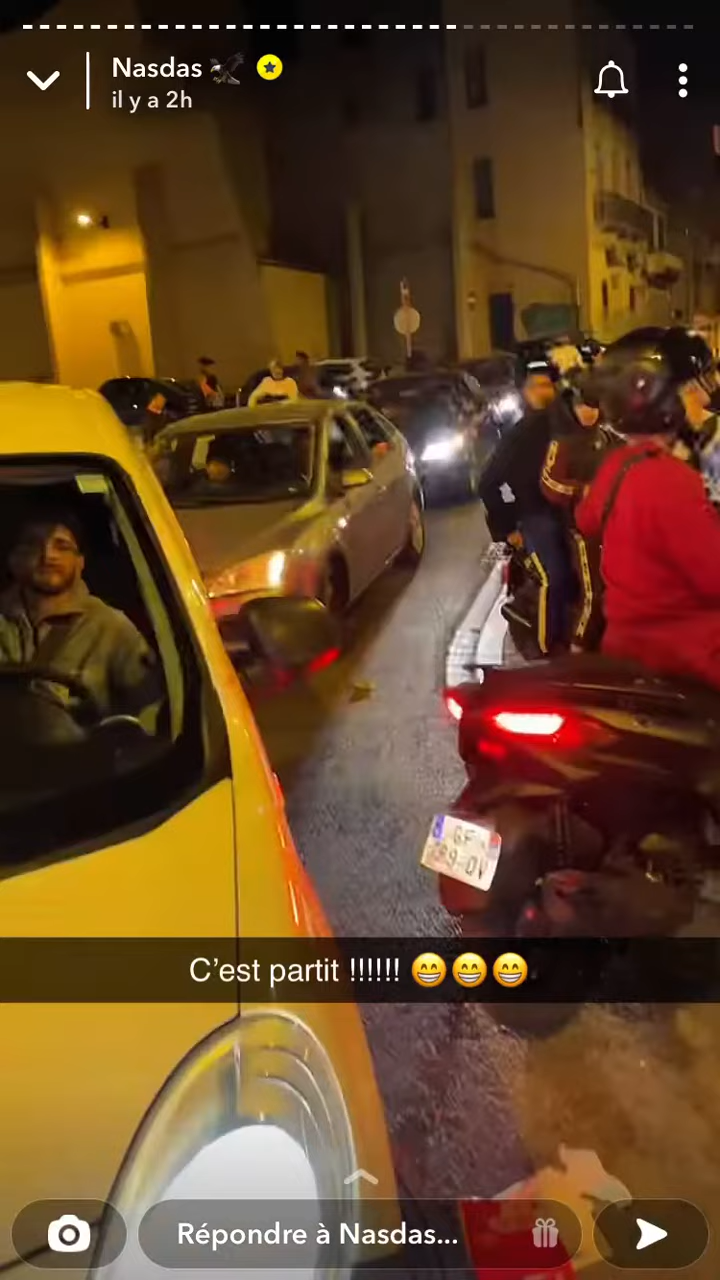 Nasdas 🦅
il y a 2h
C'est partit !!!!!! 😁😁😁
Répondre à Nasdas...